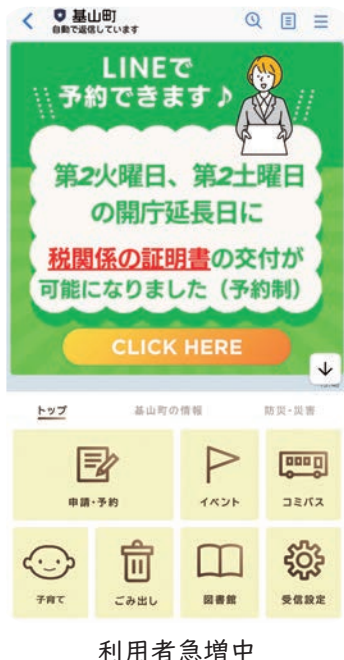 基山町
自動で返信しています
LINEで
予約できます♪
第2火曜日、第2土曜日
の開庁延長日に
税関係の証明書の交付が
可能になりました（予約制）
CLICK HERE
トップ 基山町の情報 防災・災害
申請・予約 イベント コミバス
子育て ごみ出し 図書館 受信設定
利用者急増中